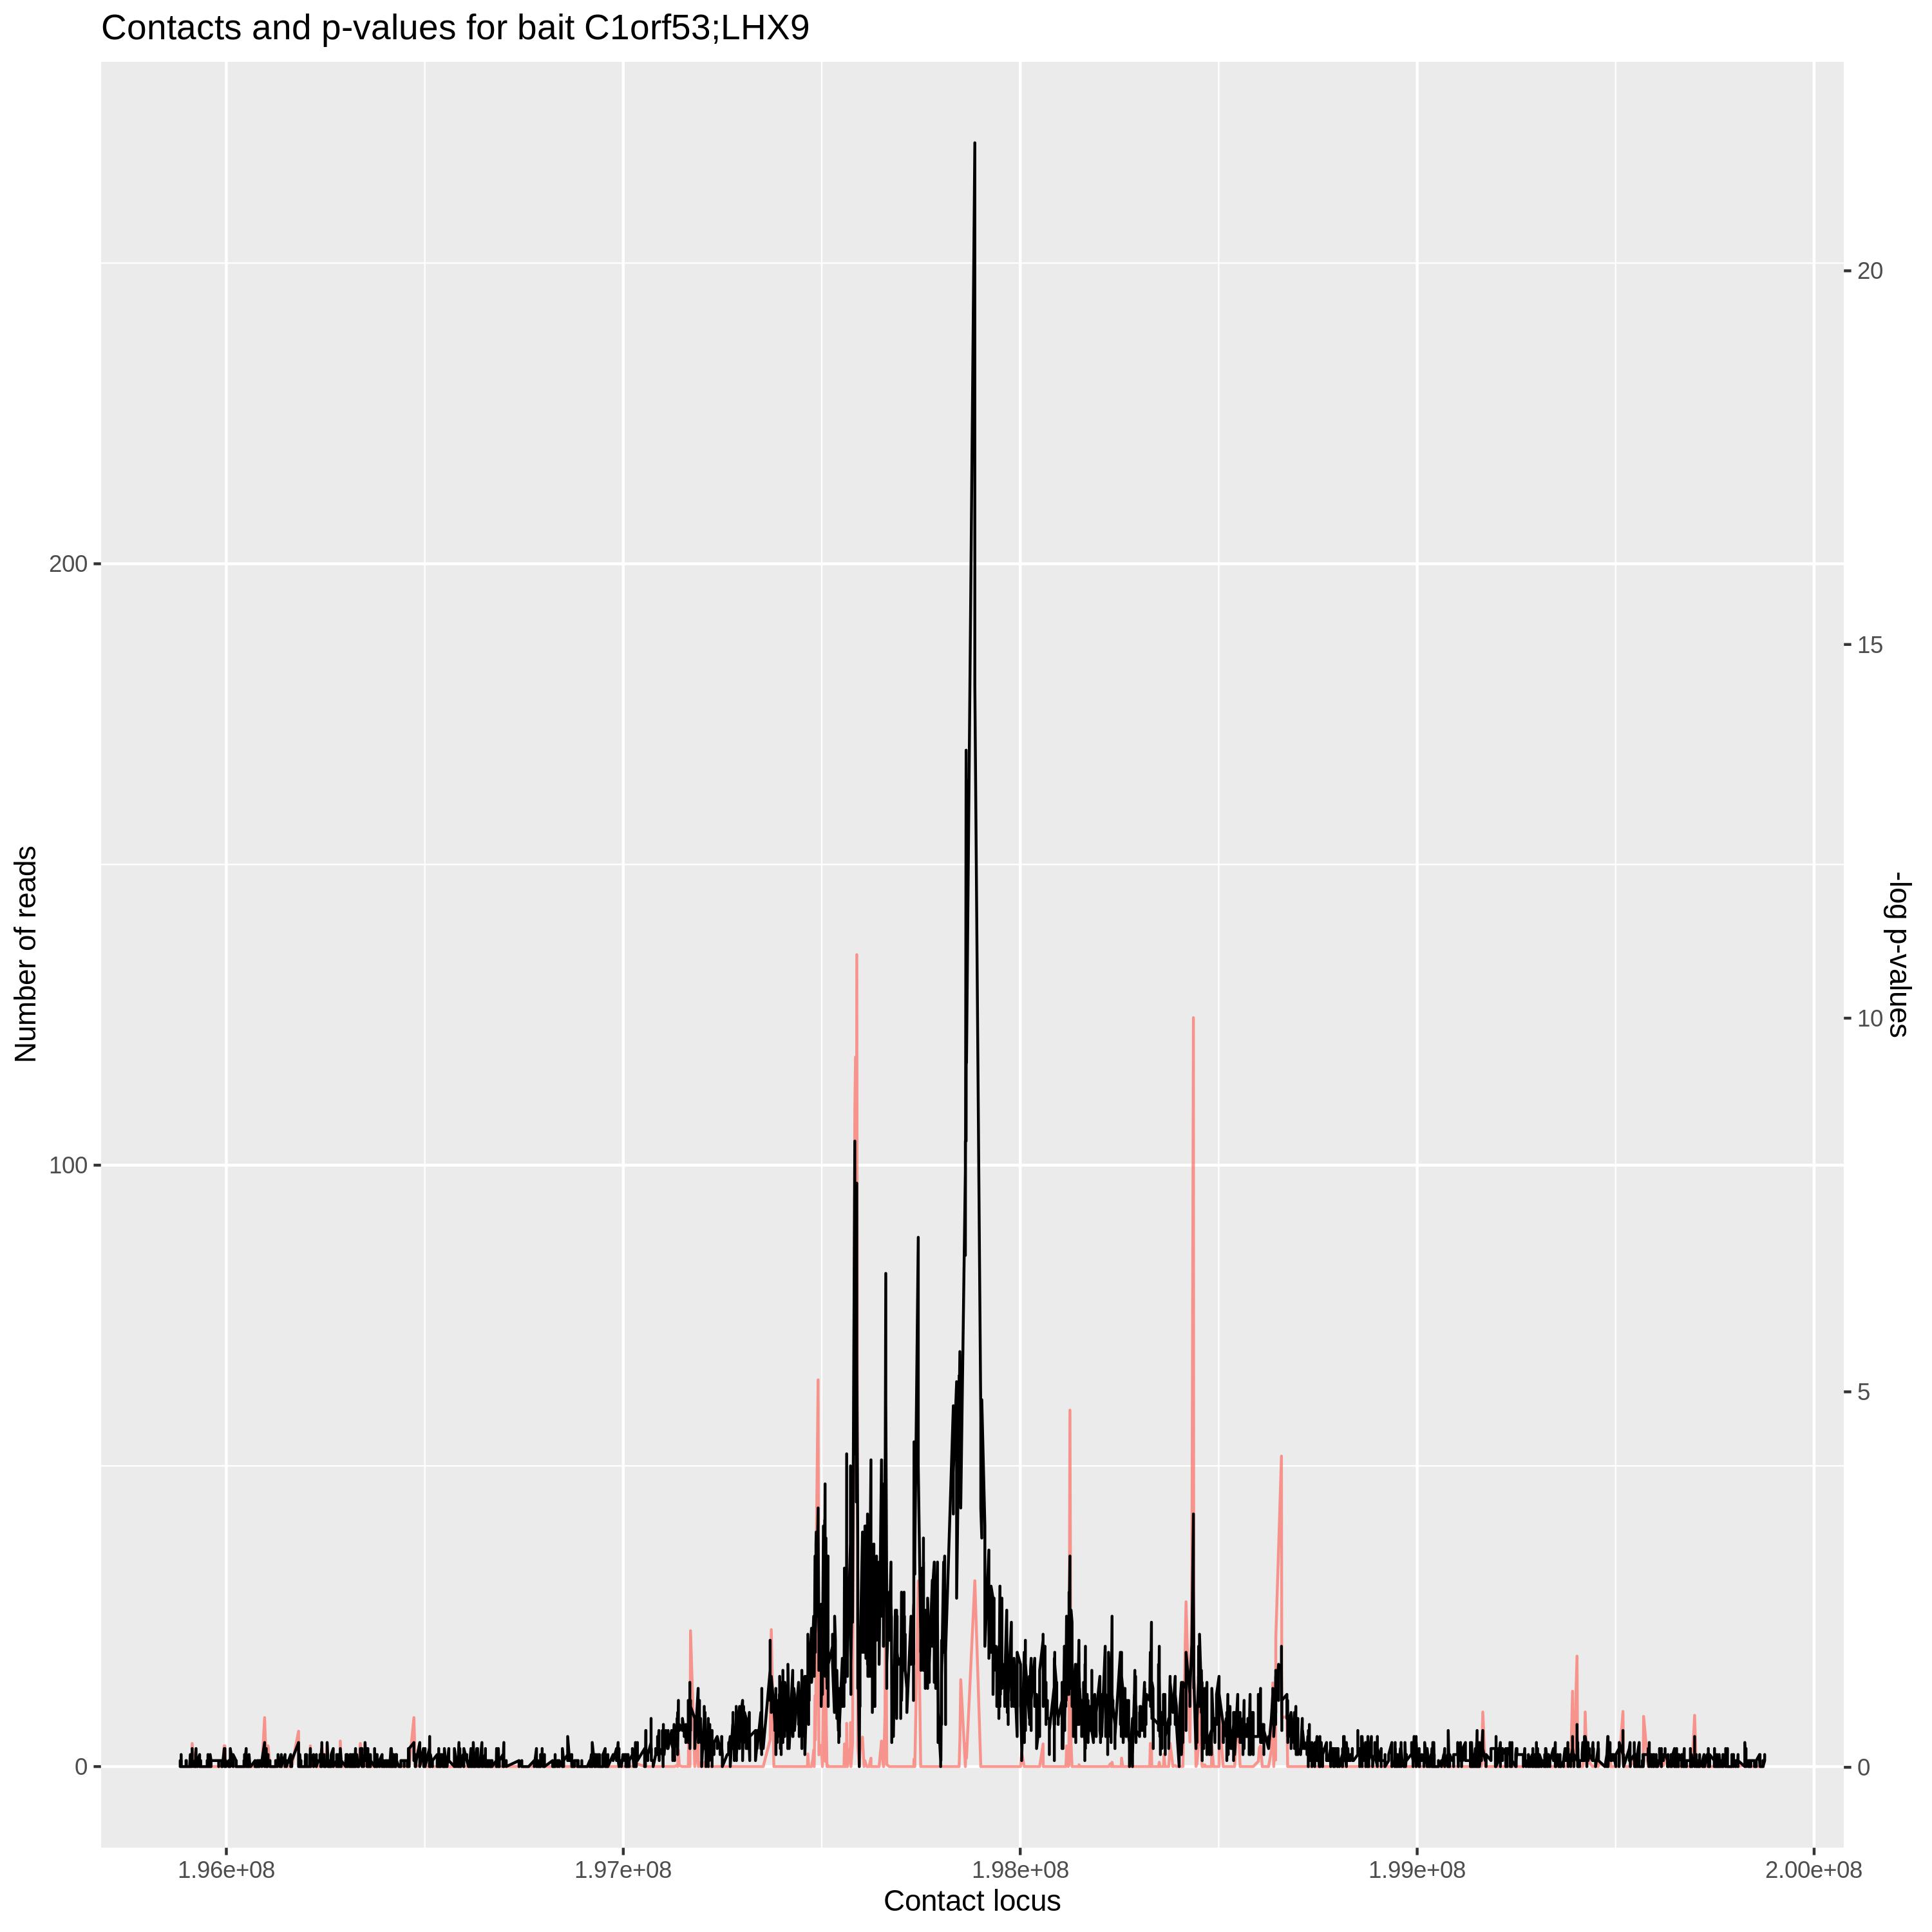 Contacts and p-values for bait C1orf53;LHX9
Number of reads
200
100
0
20
15
10
5
0
-log p-values
1.96e+08
1.97e+08
1.98e+08
1.99e+08
2.00e+08
Contact locus